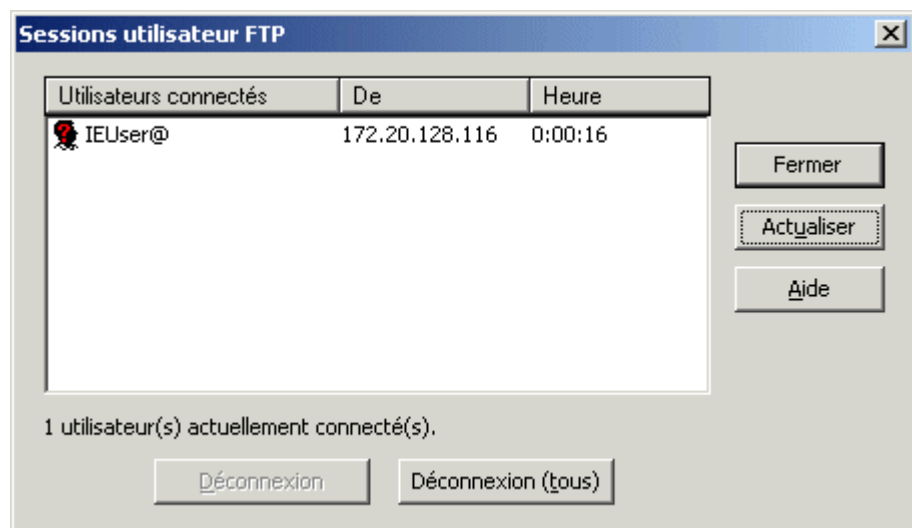 Sessions utilisateur FTP
Utilisateurs connectés De Heure
IEUser@ 172.20.128.116 0:00:16
Fermer
Actualiser
Aide
1 utilisateur(s) actuellement connecté(s).
Déconnexion Déconnexion (tous)